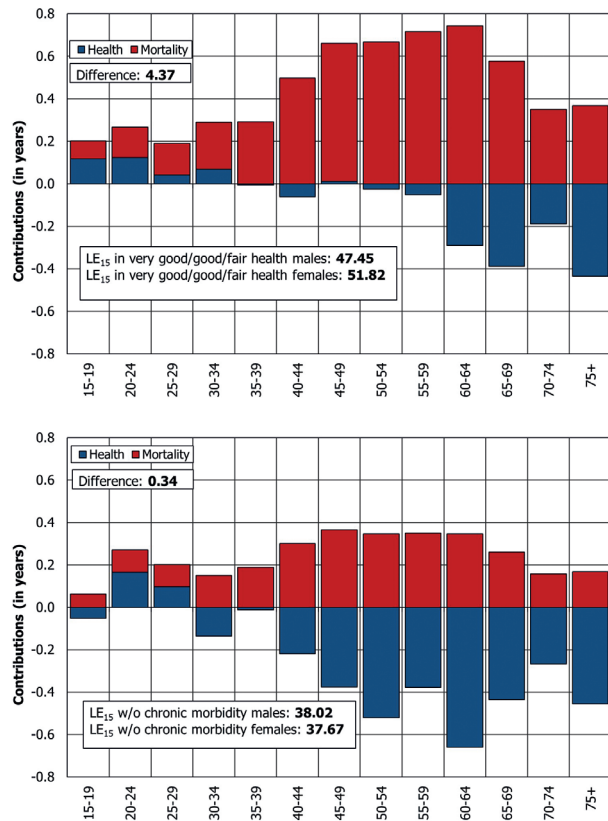 0.8
Health Mortality
Difference: 4.37
0.6
0.4
0.2
0.0
-0.2
-0.4
-0.6
-0.8
Contributions (in years)
LE15 in very good/good/fair health males: 47.45
LE15 in very good/good/fair health females: 51.82
15-19 20-24 25-29 30-34 35-39 40-44 45-49 50-54 55-59 60-64 65-69 70-74 75+
0.8
Health Mortality
Difference: 0.34
0.6
0.4
0.2
0.0
-0.2
-0.4
-0.6
-0.8
Contributions (in years)
LE15 w/o chronic morbidity males: 38.02
LE15 w/o chronic morbidity females: 37.67
15-19 20-24 25-29 30-34 35-39 40-44 45-49 50-54 55-59 60-64 65-69 70-74 75+